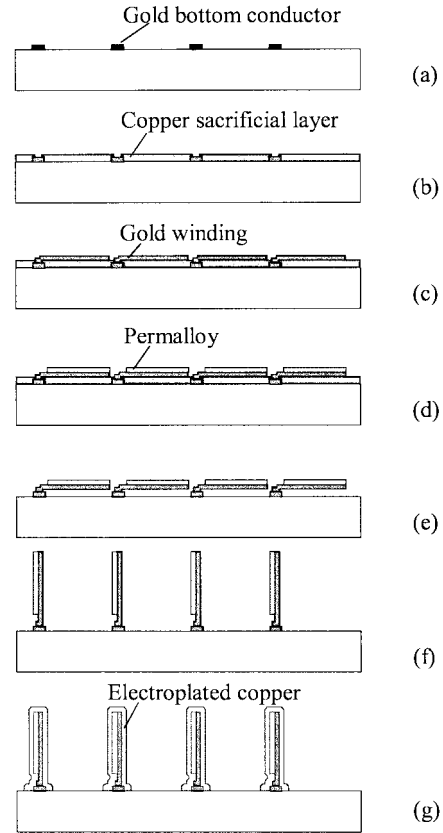 Gold bottom conductor
(a)
Copper sacrificial layer
(b)
Gold winding
(c)
Permalloy
(d)
(e)
(f)
Electroplated copper
(g)